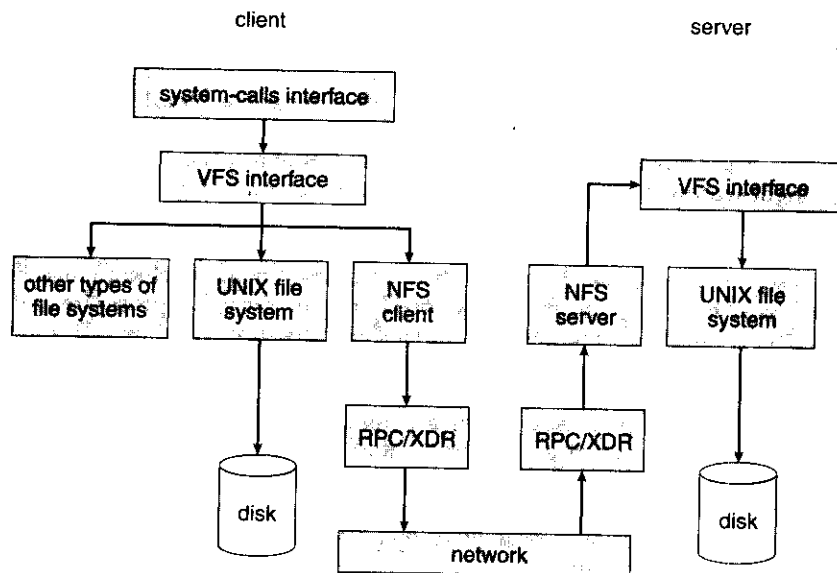 client
server
system-calls interface
VFS interface
VFS interface
other types of
file systems
UNIX file
system
NFS
client
NFS
server
UNIX file
system
RPC/XDR
RPC/XDR
disk
disk
network